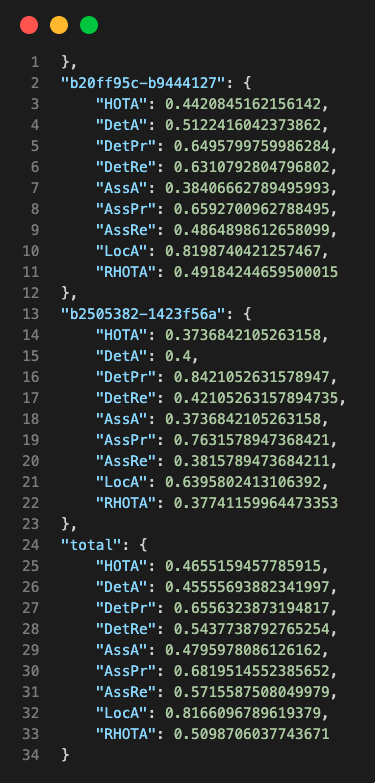 1 },
2 "b20ff95c-b9444127": {
3 "HOTA": 0.4420845162156142,
4 "DetA": 0.5122416042373862,
5 "DetPr": 0.6495799759986284,
6 "DetRe": 0.6310792804796802,
7 "AssA": 0.38406662789495993,
8 "AssPr": 0.6592700962788495,
9 "AssRe": 0.4864898612658099,
10 "LocA": 0.8198740421257467,
11 "RHOTA": 0.49184244659500015
12 },
13 "b2505382-1423f56a": {
14 "HOTA": 0.3736842105263158,
15 "DetA": 0.4,
16 "DetPr": 0.8421052631578947,
17 "DetRe": 0.42105263157894735,
18 "AssA": 0.3736842105263158,
19 "AssPr": 0.7631578947368421,
20 "AssRe": 0.3815789473684211,
21 "LocA": 0.6395802413106392,
22 "RHOTA": 0.37741159964473353
23 },
24 "total": {
25 "HOTA": 0.4655159457785915,
26 "DetA": 0.45555693882341997,
27 "DetPr": 0.6556323873194817,
28 "DetRe": 0.5437738792765254,
29 "AssA": 0.4795978086126162,
30 "AssPr": 0.6819514552385652,
31 "AssRe": 0.5715587508049979,
32 "LocA": 0.8166096789619379,
33 "RHOTA": 0.5098706037743671
34 }